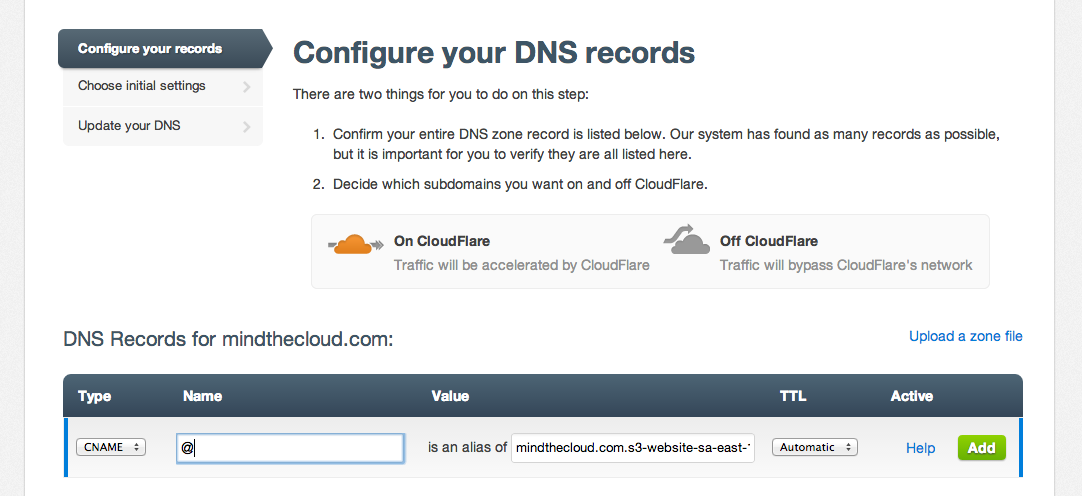 Configure your records
Choose initial settings
Update your DNS
Configure your DNS records
There are two things for you to do on this step:
1. Confirm your entire DNS zone record is listed below. Our system has found as many records as possible,
but it is important for you to verify they are all listed here.
2. Decide which subdomains you want on and off CloudFlare.
On CloudFlare
Traffic will be accelerated by CloudFlare
Off CloudFlare
Traffic will bypass CloudFlare's network
DNS Records for mindthecloud.com:
Upload a zone file
Type Name Value TTL Active
CNAME @ is an alias of mindthecloud.com.s3-website-sa-east- Automatic Help Add